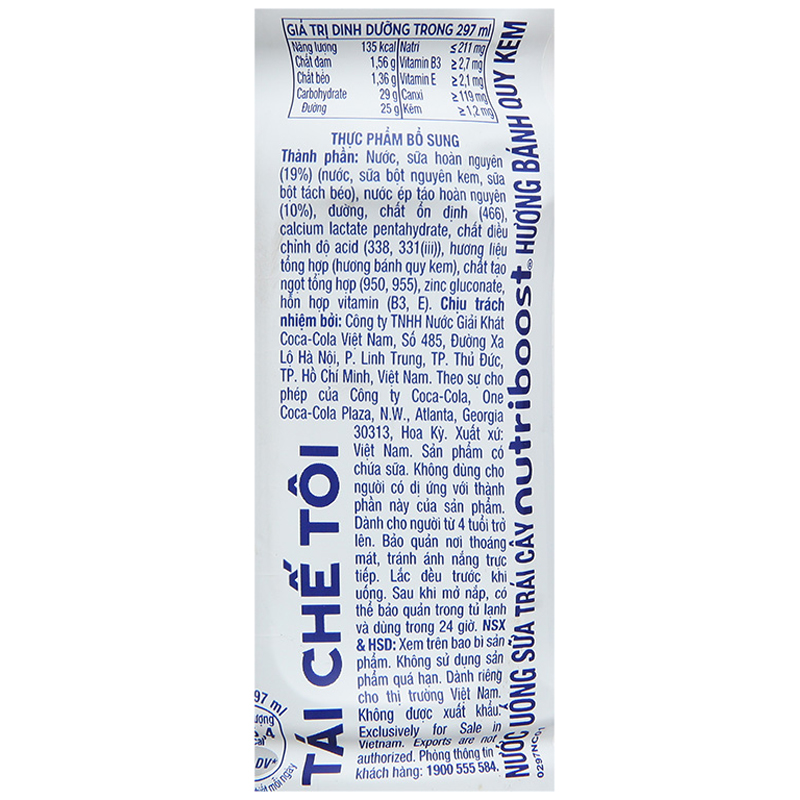 GIÁ TRỊ DINH DƯỠNG TRONG 297 ml
Năng lượng 135 kcal Natri ≤ 211 mg
Chất đạm 1,56 g Vitamin B3 ≥ 2,7 mg
Chất béo 1,36 g Vitamin E ≥ 2,1 mg
Carbohydrate 29 g Canxi ≥ 119 mg
Đường 25 g Kẽm ≥ 1,2 mg
THỰC PHẨM BỔ SUNG
Thành phần: Nước, sữa hoàn nguyên
(19%) (nước, sữa bột nguyên kem, sữa
bột tách béo), nước ép táo hoàn nguyên
(10%), đường, chất ổn định (466),
calcium lactate pentahydrate, chất điều
chỉnh độ acid (338, 331(iii)), hương liệu
tổng hợp (hương bánh quy kem), chất tạo
ngọt tổng hợp (950, 955), zinc gluconate,
hỗn hợp vitamin (B3, E). Chịu trách
nhiệm bởi: Công ty TNHH Nước Giải Khát
Coca-Cola Việt Nam, Số 485, Đường Xa
Lộ Hà Nội, P. Linh Trung, TP. Thủ Đức,
TP. Hồ Chí Minh, Việt Nam. Theo sự cho
phép của Công ty Coca-Cola, One
Coca-Cola Plaza, N.W., Atlanta, Georgia
30313, Hoa Kỳ. Xuất xứ:
Việt Nam. Sản phẩm có
chứa sữa. Không dùng cho
người có dị ứng với thành
phần này của sản phẩm.
Dành cho người từ 4 tuổi trở
lên. Bảo quản nơi thoáng
mát, tránh ánh nắng trực
tiếp. Lắc đều trước khi
uống. Sau khi mở nắp, có
thể bảo quản trong tủ lạnh
và dùng trong 24 giờ. NSX
& HSD: Xem trên bao bì sản
phẩm. Không sử dụng sản
phẩm quá hạn. Dành riêng
cho thị trường Việt Nam.
Không được xuất khẩu.
Exclusively for Sale in
Vietnam. Exports are not
authorized. Phòng thông tin
khách hàng: 1900 555 584.
TÁI CHẾ TÔI
NƯỚC UỐNG SỮA TRÁI CÂY nutriboost® HƯƠNG BÁNH QUY KEM
97 ml
DV*
mỗi ngày